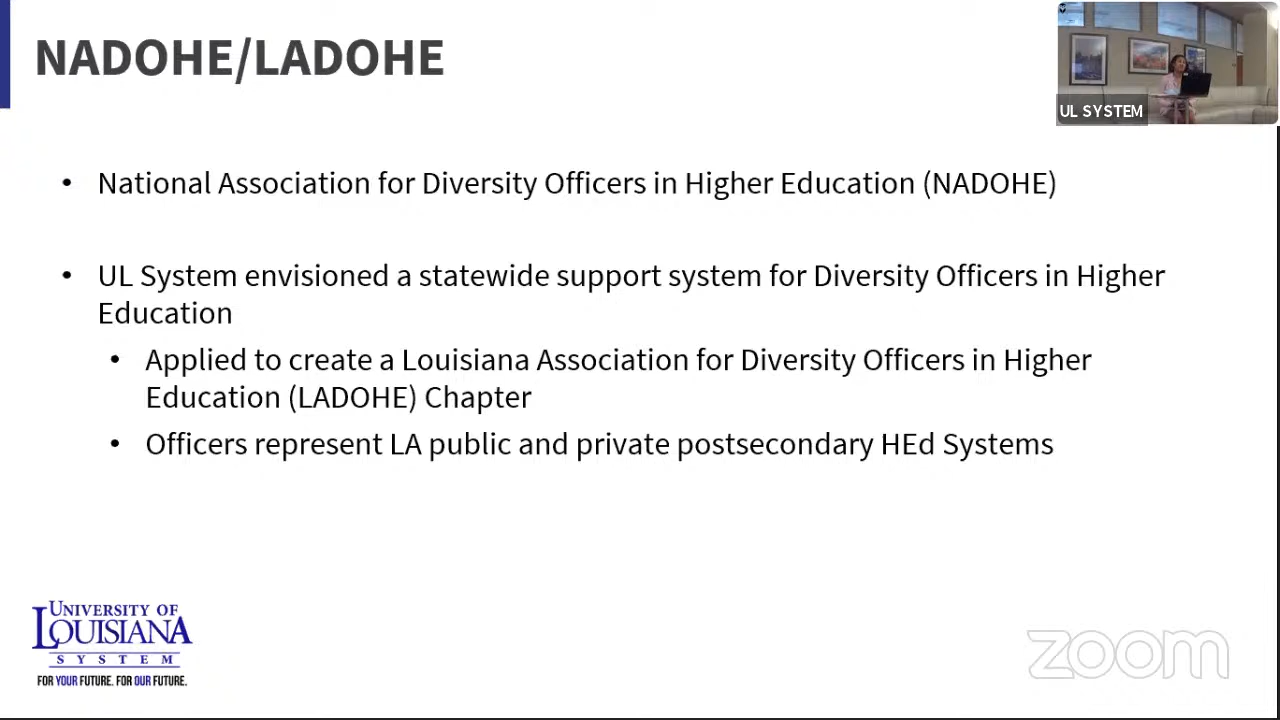 NADOHE/LADOHE
UL SYSTEM
• National Association for Diversity Officers in Higher Education (NADOHE)
• UL System envisioned a statewide support system for Diversity Officers in Higher
Education
• Applied to create a Louisiana Association for Diversity Officers in Higher
Education (LADOHE) Chapter
• Officers represent LA public and private postsecondary HEd Systems
UNIVERSITY OF
LOUISIANA
SYSTEM
FOR YOUR FUTURE. FOR OUR FUTURE.
zoom